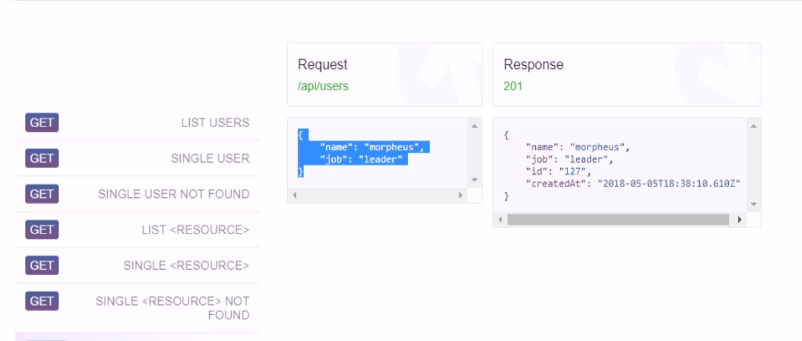 Request
/api/users
Response
201
GET LIST USERS
GET SINGLE USER
GET SINGLE USER NOT FOUND
GET LIST <RESOURCE>
GET SINGLE <RESOURCE>
GET SINGLE <RESOURCE> NOT
FOUND
{
"name": "morpheus",
"job": "leader"
}
{
"name": "morpheus",
"job": "leader",
"id": "127",
"createdAt": "2018-05-05T18:38:10.610Z"
}